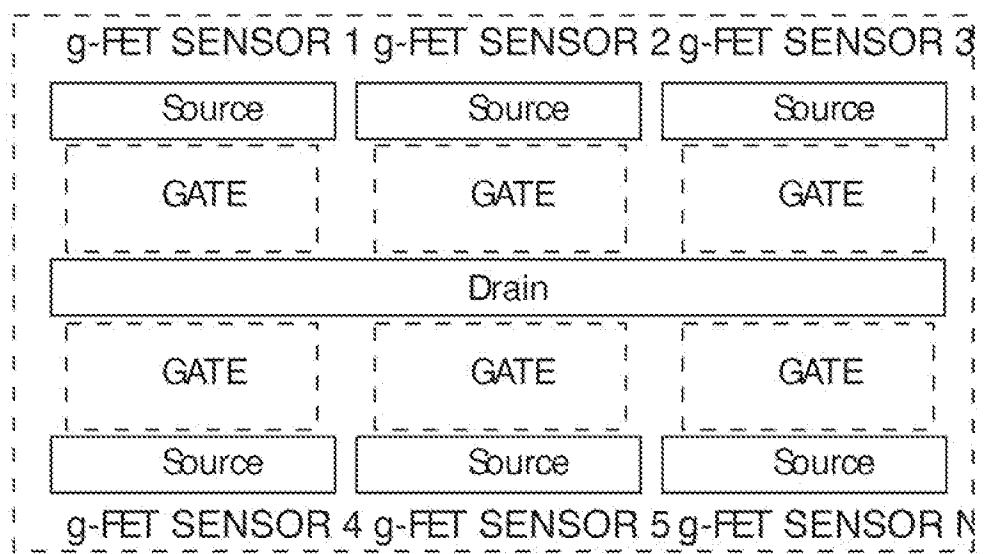 g-FET SENSOR 1 g-FET SENSOR 2 g-FET SENSOR 3
Source Source Source
GATE GATE GATE
Drain
GATE GATE GATE
Source Source Source
g-FET SENSOR 4 g-FET SENSOR 5 g-FET SENSOR N